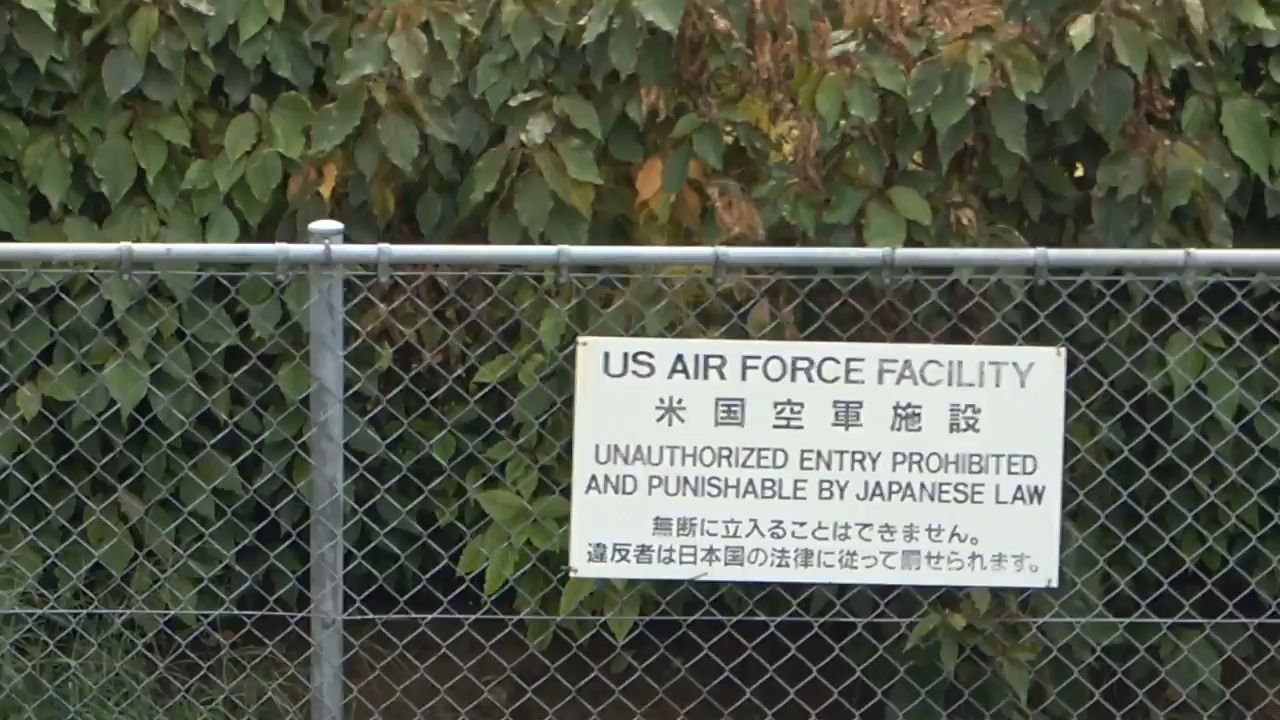 US AIR FORCE FACILITY
米国空軍施設
UNAUTHORIZED ENTRY PROHIBITED
AND PUNISHABLE BY JAPANESE LAW
無断に立入ることはできません。
違反者は日本国の法律に従って罰せられます。